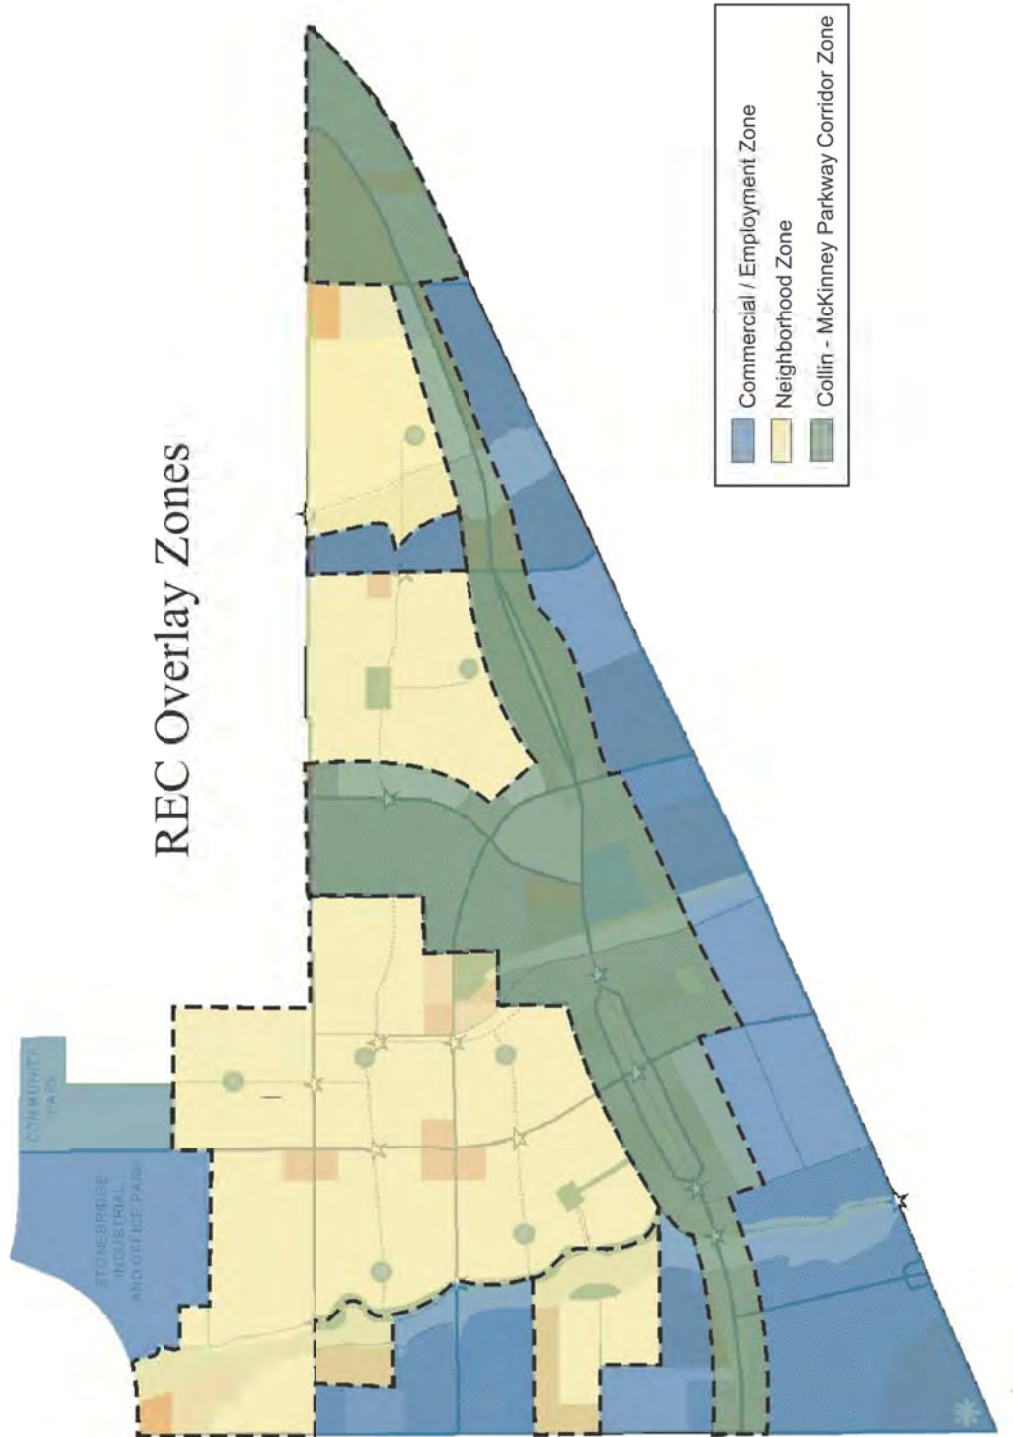 REC Overlay Zones
COMMUNITY
PARK
STONEBRIDGE
INDUSTRIAL
AND OFFICE PARK
Commercial / Employment Zone
Neighborhood Zone
Collin - McKinney Parkway Corridor Zone